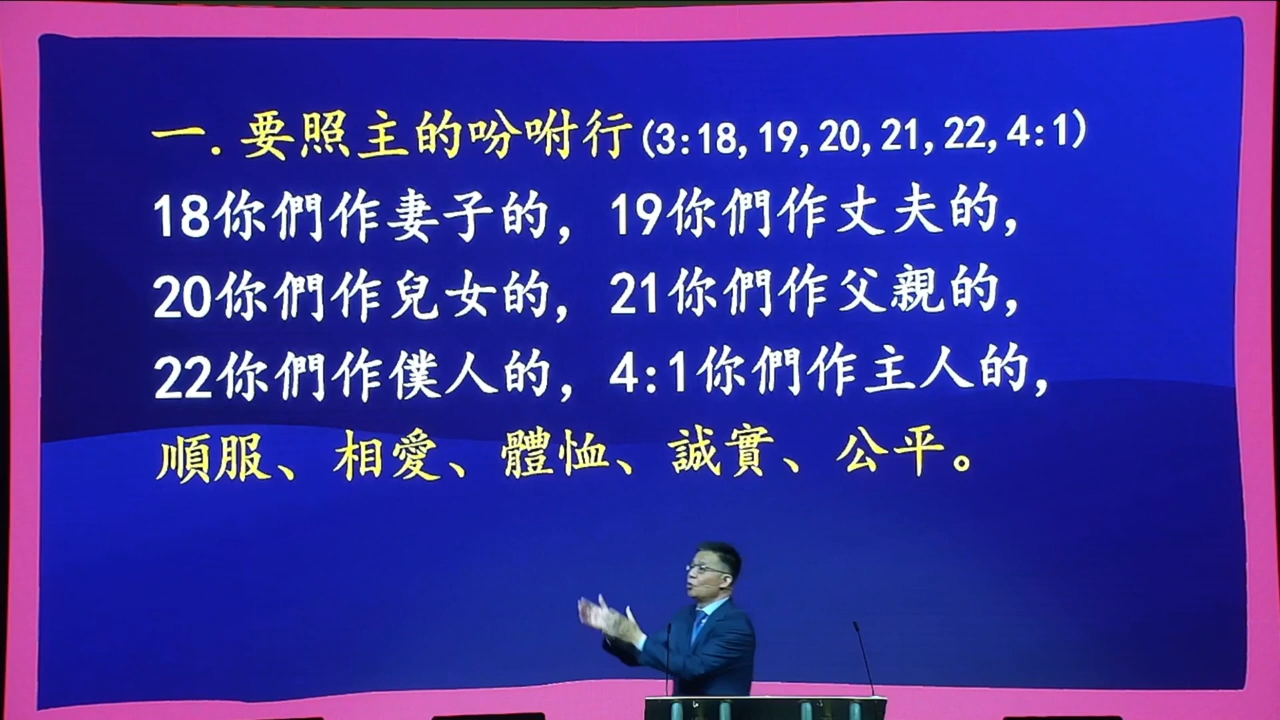 一.要照主的吩咐行(3:18,19,20,21,22,4:1)
18你們作妻子的，19你們作丈夫的，
20你們作兒女的，21你們作父親的，
22你們作僕人的，4:1你們作主人的，
順服、相愛、體恤、誠實、公平。